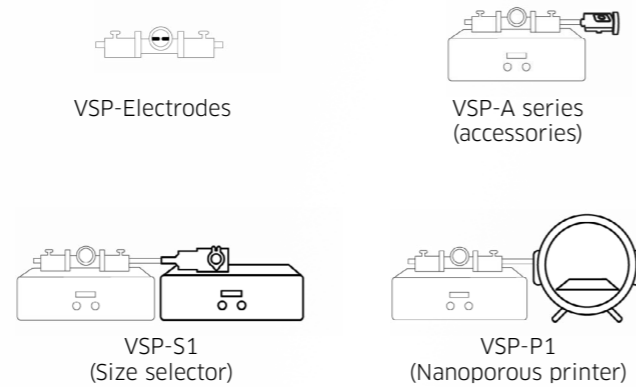 VSP-Electrodes
VSP-A series
(accessories)
VSP-S1
(Size selector)
VSP-P1
(Nanoporous printer)